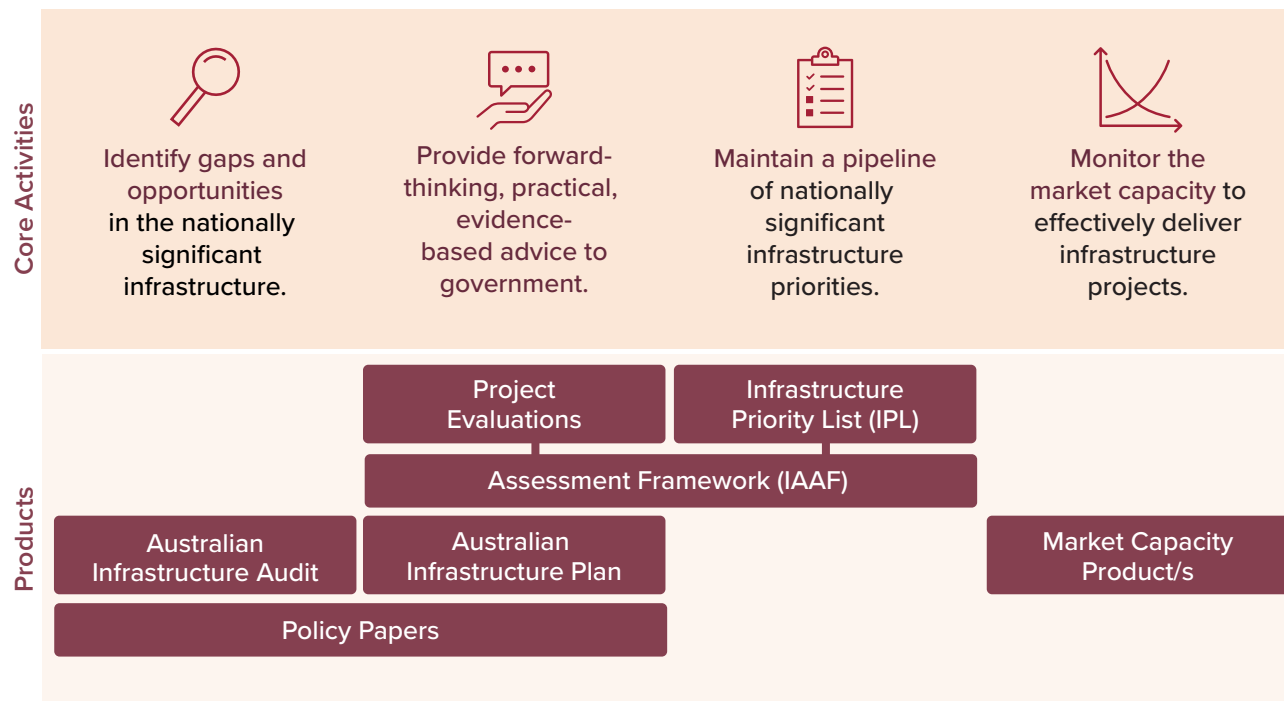 Core Activities
Identify gaps and
opportunities
in the nationally
significant
infrastructure.
Provide forward-
thinking, practical,
evidence-
based advice to
government.
Maintain a pipeline
of nationally
significant
infrastructure
priorities.
Monitor the
market capacity to
effectively deliver
infrastructure
projects.
Products
Project
Evaluations
Infrastructure
Priority List (IPL)
Assessment Framework (IAAF)
Australian
Infrastructure Audit
Australian
Infrastructure Plan
Market Capacity
Product/s
Policy Papers